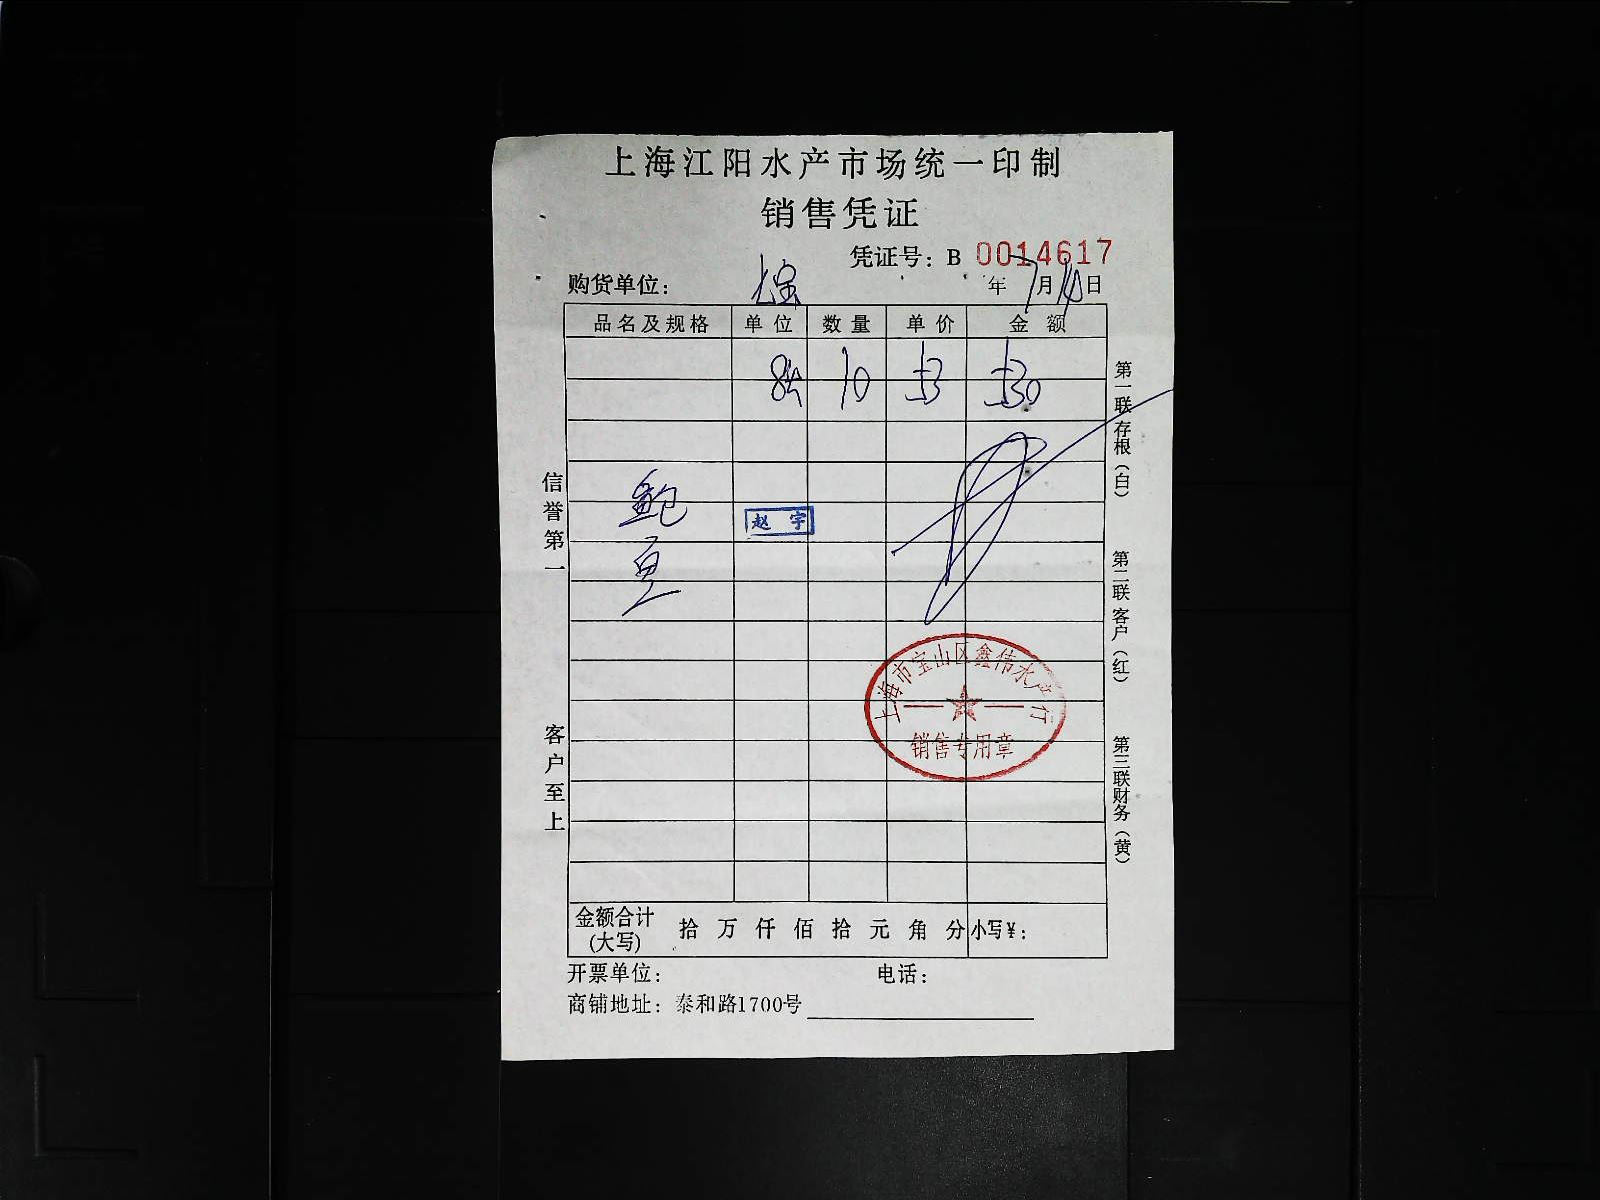 上海江阳水产市场统一印制
销售凭证
凭证号：B 0014617
购货单位： 年7月10日
品名及规格 单位 数量 单价 金额
8头 10 53 530
鲍
赵宇
上海市宝山区鑫伟水产行
销售专用章
金额合计(大写) 拾 万 仟 佰 拾 元 角 分 小写¥：
开票单位： 电话：
商铺地址：泰和路1700号
信誉第一
客户至上
第一联存根（白）
第二联客户（红）
第三联财务（黄）